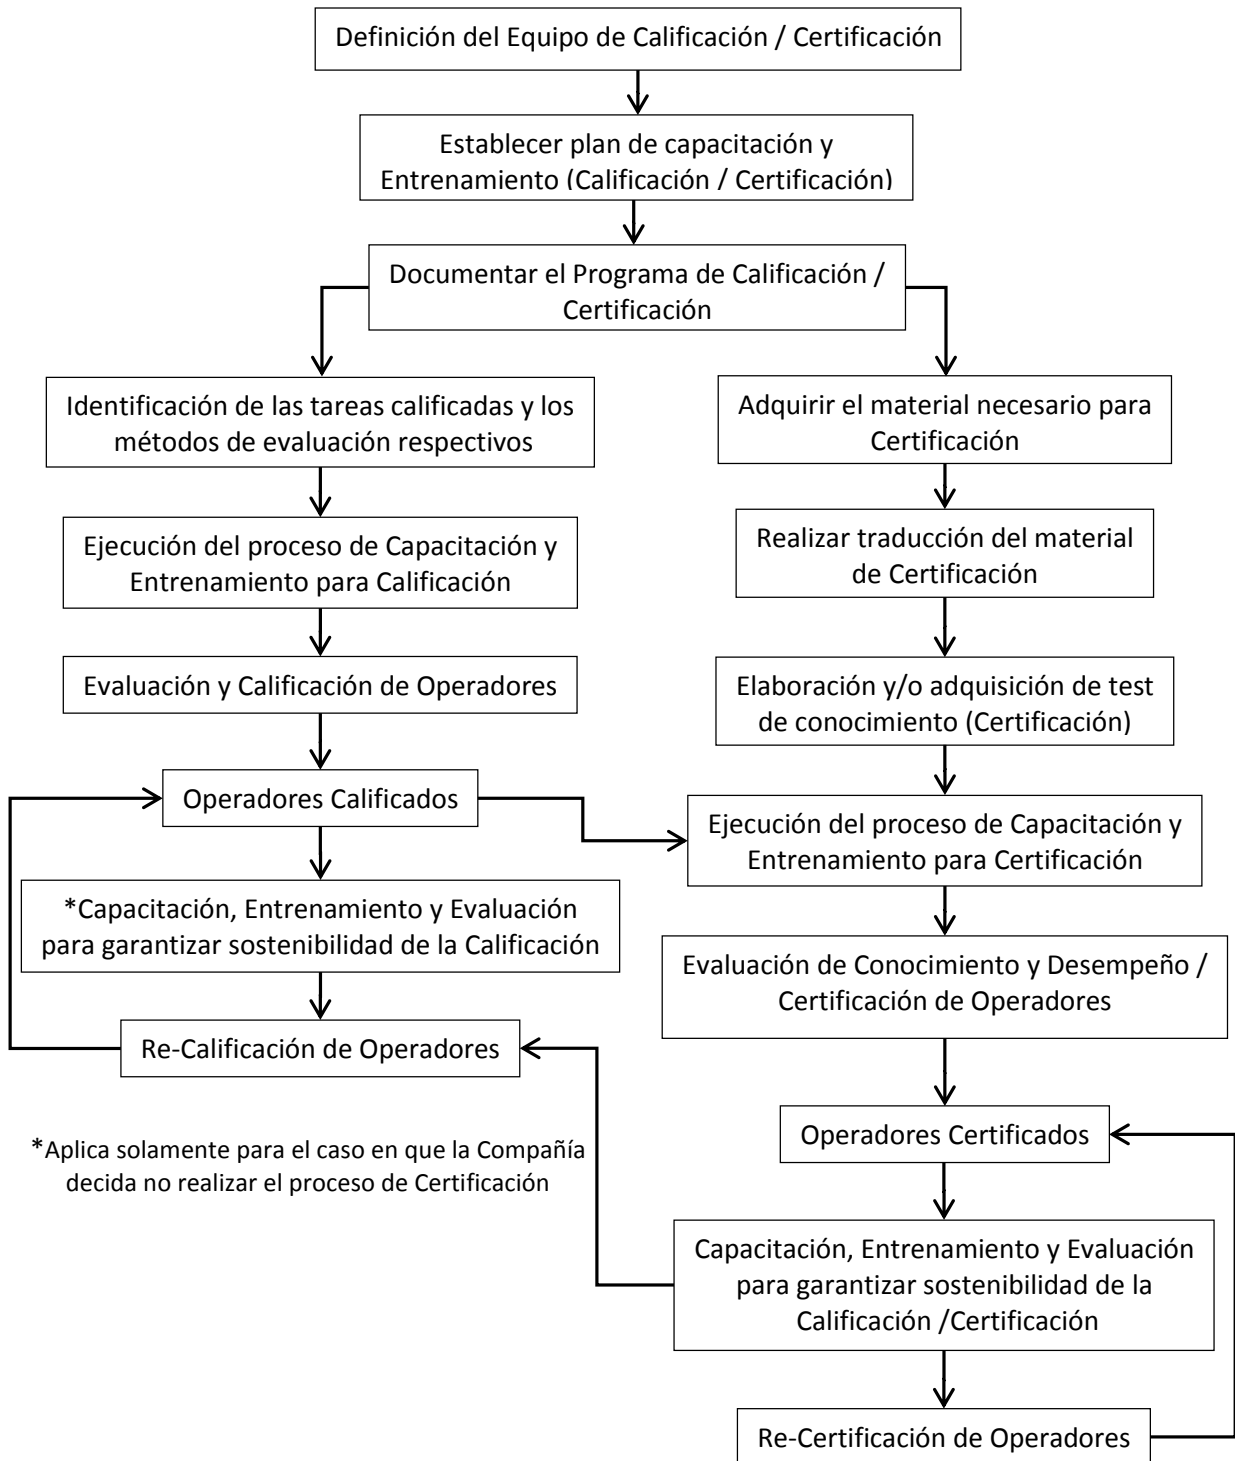 Definición del Equipo de Calificación / Certificación
Establecer plan de capacitación y
Entrenamiento (Calificación / Certificación)
Documentar el Programa de Calificación /
Certificación
Identificación de las tareas calificadas y los
métodos de evaluación respectivos
Ejecución del proceso de Capacitación y
Entrenamiento para Calificación
Evaluación y Calificación de Operadores
Operadores Calificados
*Capacitación, Entrenamiento y Evaluación
para garantizar sostenibilidad de la Calificación
Re-Calificación de Operadores
*Aplica solamente para el caso en que la Compañía
decida no realizar el proceso de Certificación
Adquirir el material necesario para
Certificación
Realizar traducción del material
de Certificación
Elaboración y/o adquisición de test
de conocimiento (Certificación)
Ejecución del proceso de Capacitación y
Entrenamiento para Certificación
Evaluación de Conocimiento y Desempeño /
Certificación de Operadores
Operadores Certificados
Capacitación, Entrenamiento y Evaluación
para garantizar sostenibilidad de la
Calificación /Certificación
Re-Certificación de Operadores